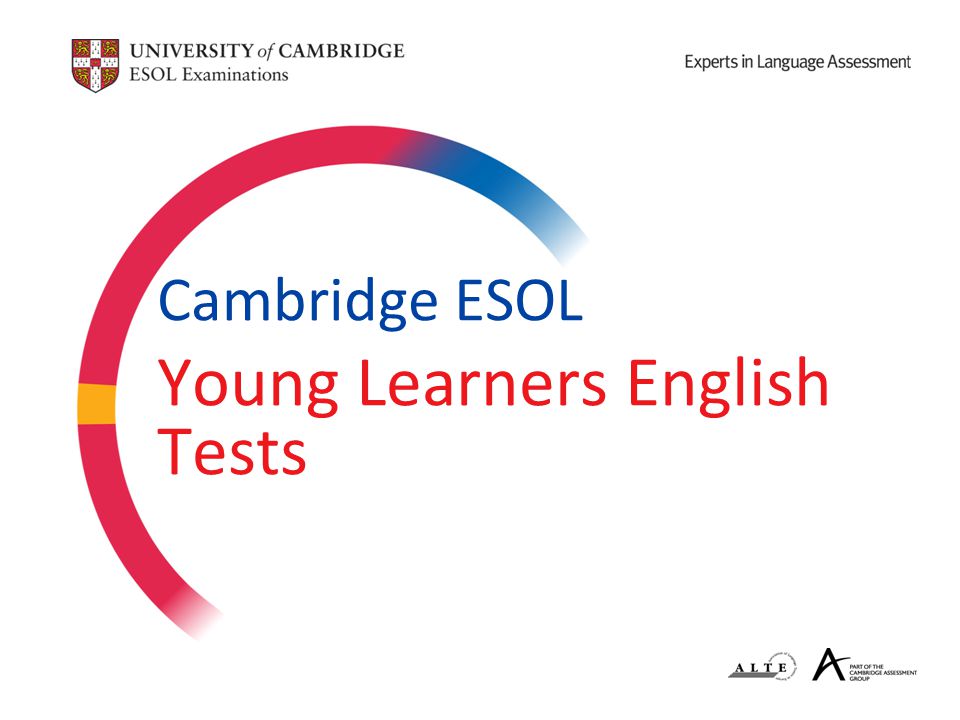 UNIVERSITY of CAMBRIDGE
ESOL Examinations
Experts in Language Assessment
Cambridge ESOL
Young Learners English
Tests
ALTE
PART OF THE
CAMBRIDGE ASSESSMENT
GROUP